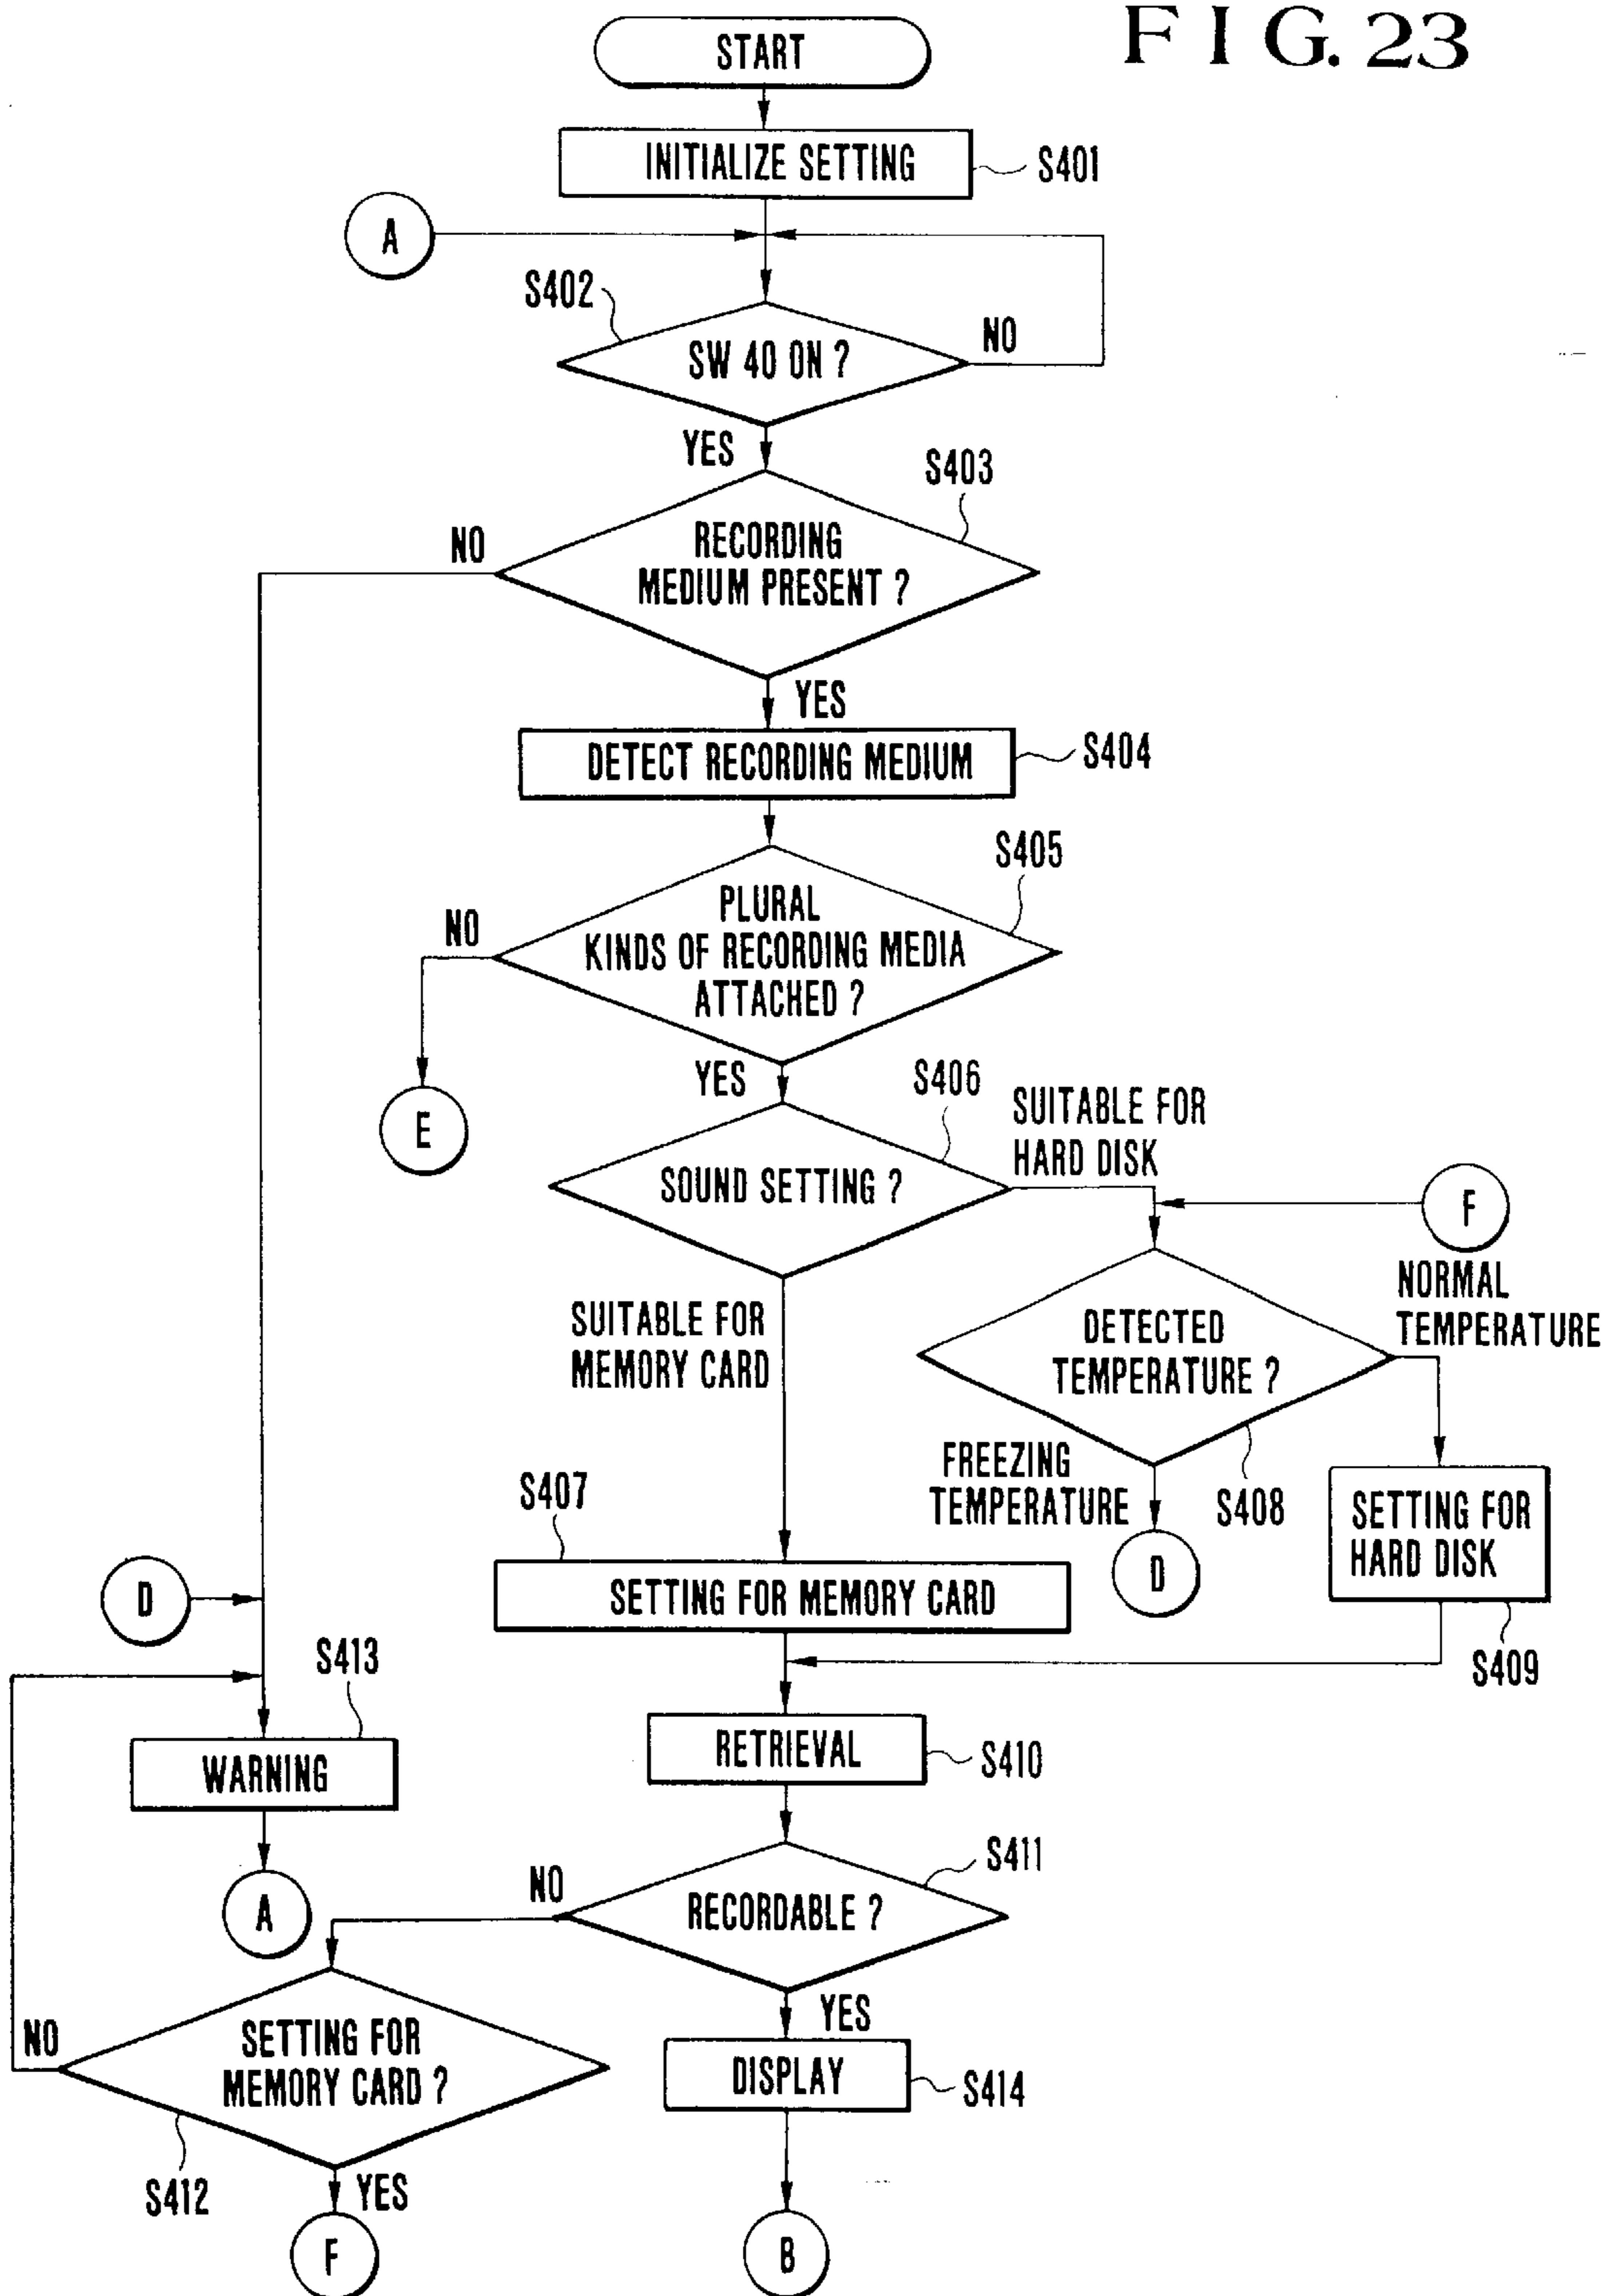 FIG. 23
START
INITIALIZE SETTING
S401
A
S402
SW 40 ON ?
NO
YES
S403
RECORDING
MEDIUM PRESENT ?
NO
YES
DETECT RECORDING MEDIUM
S404
S405
PLURAL
KINDS OF RECORDING MEDIA
ATTACHED ?
NO
E
YES
S406
SOUND SETTING ?
SUITABLE FOR
HARD DISK
F
SUITABLE FOR
MEMORY CARD
DETECTED
TEMPERATURE ?
NORMAL
TEMPERATURE
FREEZING
TEMPERATURE
S408
D
SETTING FOR
HARD DISK
S409
S407
SETTING FOR MEMORY CARD
D
S413
WARNING
A
RETRIEVAL
S410
S411
RECORDABLE ?
NO
YES
SETTING FOR
MEMORY CARD ?
NO
S412
YES
F
DISPLAY
S414
B